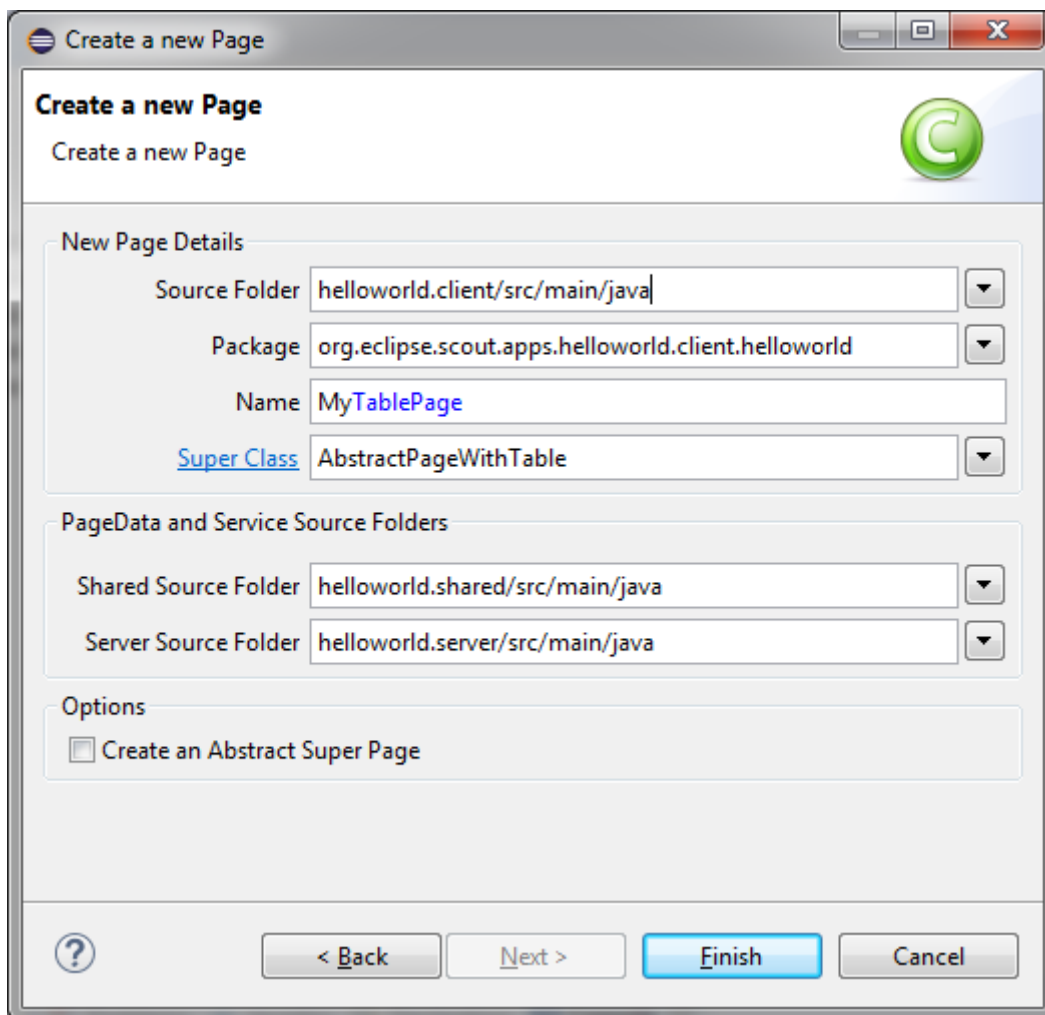 Create a new Page
Create a new Page
Create a new Page
C
New Page Details
Source Folder helloworld.client/src/main/java
Package org.eclipse.scout.apps.helloworld.client.helloworld
Name MyTablePage
Super Class AbstractPageWithTable
PageData and Service Source Folders
Shared Source Folder helloworld.shared/src/main/java
Server Source Folder helloworld.server/src/main/java
Options
Create an Abstract Super Page
? < Back Next > Finish Cancel